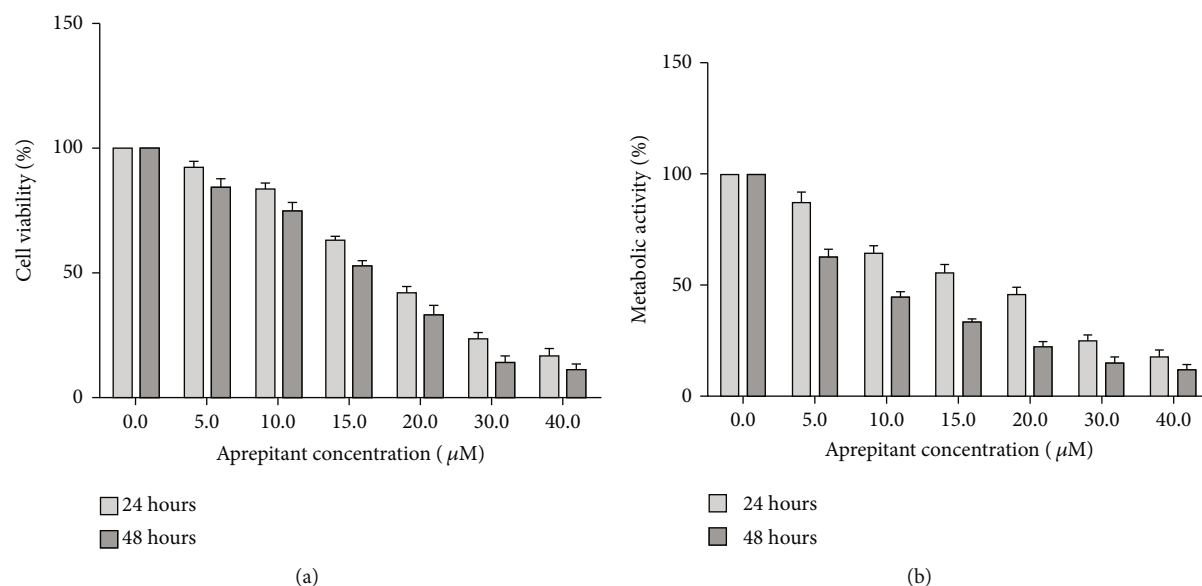 150
100
50
0
Cell viability (%)
0.0 5.0 10.0 15.0 20.0 30.0 40.0
Aprepitant concentration ( μM)
24 hours
48 hours
(a)
150
100
50
0
Metabolic activity (%)
0.0 5.0 10.0 15.0 20.0 30.0 40.0
Aprepitant concentration ( μM)
24 hours
48 hours
(b)